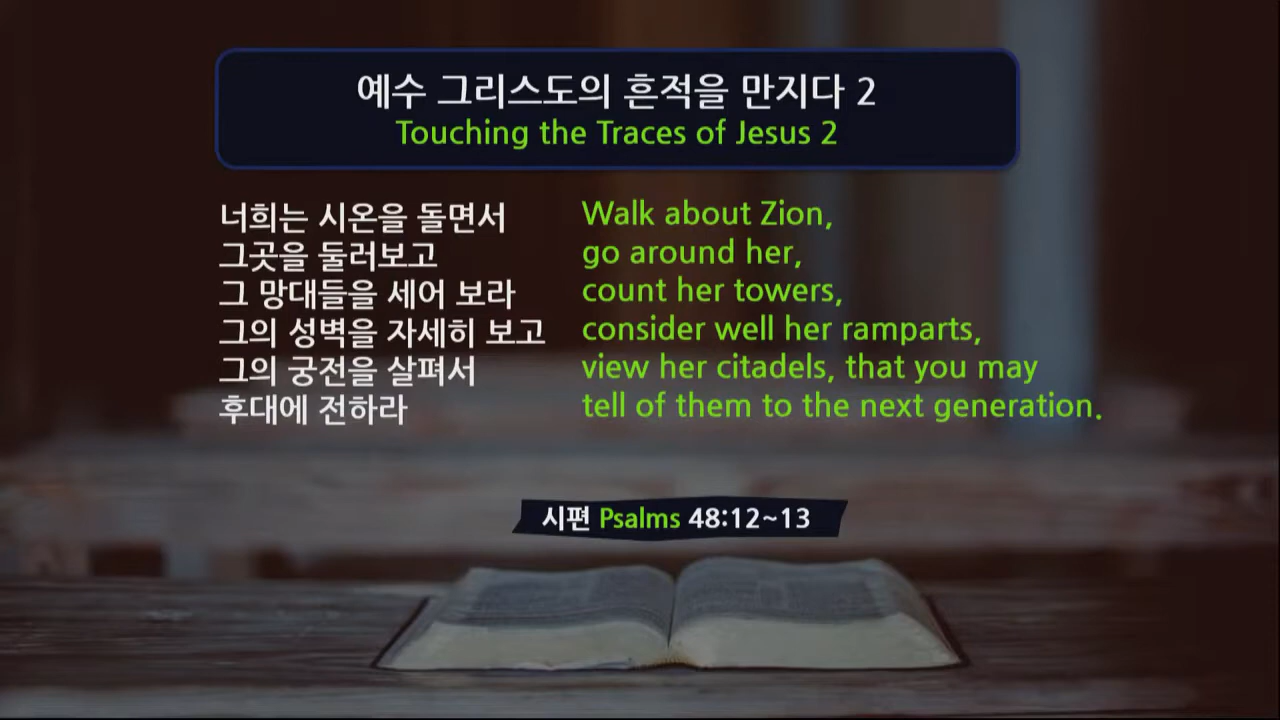 예수 그리스도의 흔적을 만지다 2
Touching the Traces of Jesus 2
너희는 시온을 돌면서
그곳을 둘러보고
그 망대들을 세어 보라
그의 성벽을 자세히 보고
그의 궁전을 살펴서
후대에 전하라
Walk about Zion,
go around her,
count her towers,
consider well her ramparts,
view her citadels, that you may
tell of them to the next generation.
시편 Psalms 48:12~13